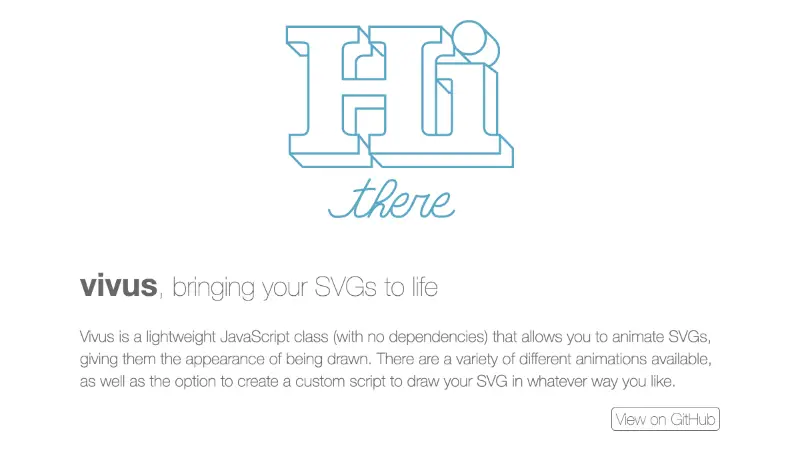 Hi
there
vivus, bringing your SVGs to life
Vivus is a lightweight JavaScript class (with no dependencies) that allows you to animate SVGs,
giving them the appearance of being drawn. There are a variety of different animations available,
as well as the option to create a custom script to draw your SVG in whatever way you like.
View on GitHub